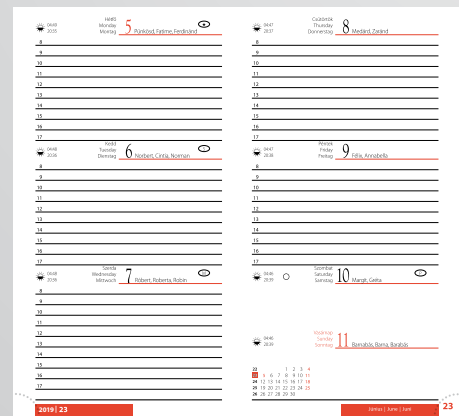 04:49
20:35
Hétfő
Monday
Montag
5 Pünkösd, Fatime, Ferdinánd
8
9
10
11
12
13
14
15
16
17
04:48
20:36
Kedd
Tuesday
Dienstag
6 Norbert, Cintia, Norman
8
9
10
11
12
13
14
15
16
17
04:48
20:36
Szerda
Wednesday
Mittwoch
7 Róbert, Roberta, Robin
8
9
10
11
12
13
14
15
16
17
2019 | 23
04:47
20:37
Csütörtök
Thursday
Donnerstag
8 Medárd, Zaránd
8
9
10
11
12
13
14
15
16
17
04:47
20:38
Péntek
Friday
Freitag
9 Félix, Annabella
8
9
10
11
12
13
14
15
16
17
04:46
20:39
Szombat
Saturday
Samstag
10 Margit, Gréta
04:46
20:39
Vasárnap
Sunday
Sonntag
11 Barnabás, Barna, Barabás
22 1 2 3 4
23 5 6 7 8 9 10 11
24 12 13 14 15 16 17 18
25 19 20 21 22 23 24 25
26 26 27 28 29 30
Június | June | Juni
23